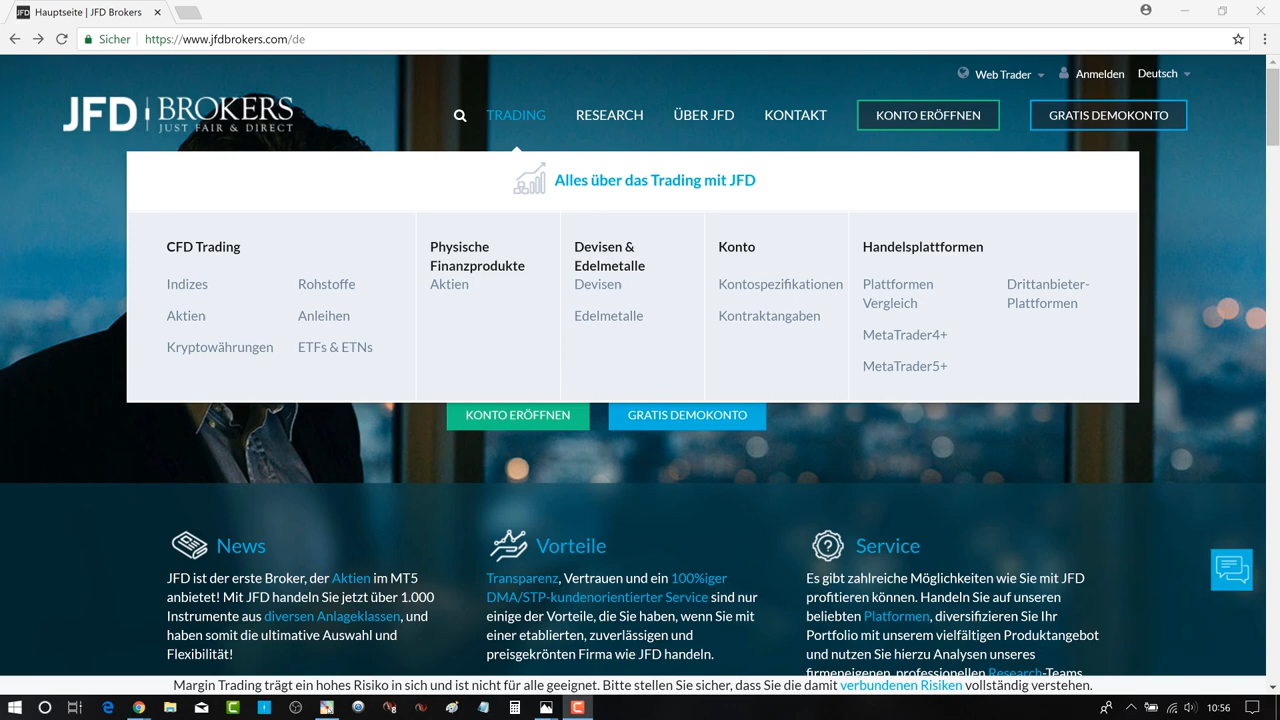 Hauptseite | JFD Brokers
Sicher https://www.jfdbrokers.com/de
Web Trader Anmelden Deutsch
JFD BROKERS
JUST FAIR & DIRECT
TRADING RESEARCH ÜBER JFD KONTAKT KONTO ERÖFFNEN GRATIS DEMOKONTO
Alles über das Trading mit JFD
CFD Trading
Indizes Rohstoffe
Aktien Anleihen
Kryptowährungen ETFs & ETNs
Physische
Finanzprodukte
Aktien
Devisen &
Edelmetalle
Devisen
Edelmetalle
Konto
Kontospezifikationen
Kontraktangaben
Handelsplattformen
Plattformen
Vergleich
MetaTrader4+
MetaTrader5+
Drittanbieter-
Plattformen
KONTO ERÖFFNEN GRATIS DEMOKONTO
News
JFD ist der erste Broker, der Aktien im MT5
anbietet! Mit JFD handeln Sie jetzt über 1.000
Instrumente aus diversen Anlageklassen, und
haben somit die ultimative Auswahl und
Flexibilität!
Vorteile
Transparenz, Vertrauen und ein 100%iger
DMA/STP-kundenorientierter Service sind nur
einige der Vorteile, die Sie haben, wenn Sie mit
einer etablierten, zuverlässigen und
preisgekrönten Firma wie JFD handeln.
Service
Es gibt zahlreiche Möglichkeiten wie Sie mit JFD
profitieren können. Handeln Sie auf unseren
beliebten Platformen, diversifizieren Sie Ihr
Portfolio mit unserem vielfältigen Produktangebot
und nutzen Sie hierzu Analysen unseres
firmeneigenen, professionellen Research-Teams
Margin Trading trägt ein hohes Risiko in sich und ist nicht für alle geeignet. Bitte stellen Sie sicher, dass Sie die damit verbundenen Risiken vollständig verstehen.
10:56